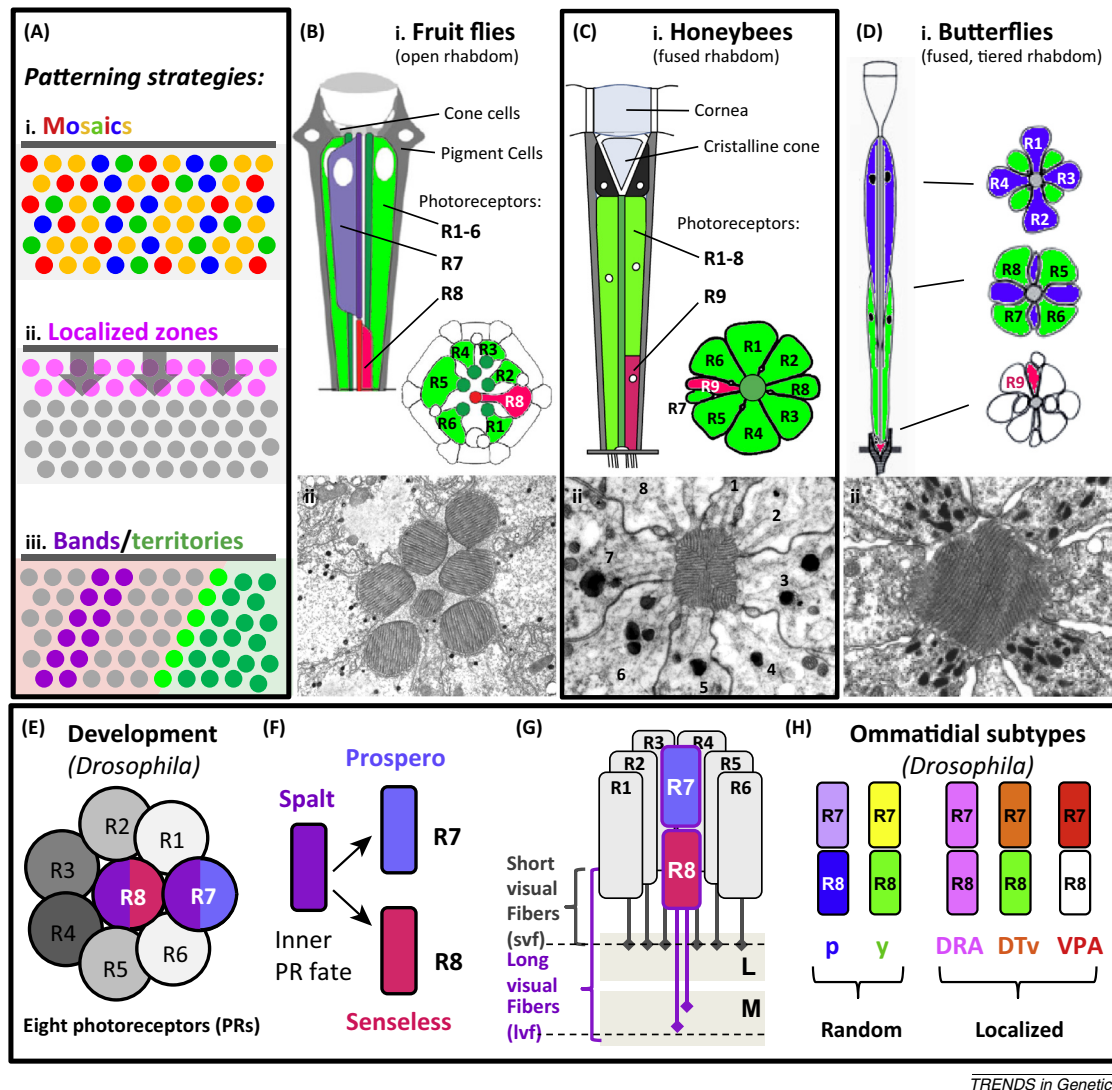 (A)
Patterning strategies:
i. Mosaics
ii. Localized zones
iii. Bands/territories
(B)
i. Fruit flies
(open rhabdom)
Cone cells
Pigment Cells
Photoreceptors:
R1-6
R7
R8
R4
R3
R5
R2
R8
R6
R1
ii
(C)
i. Honeybees
(fused rhabdom)
Cornea
Cristalline cone
Photoreceptors:
R1-8
R9
R1
R6
R2
R9
R8
R7
R5
R3
R4
ii
8
1
2
7
3
6
5
4
(D)
i. Butterflies
(fused, tiered rhabdom)
R1
R4
R3
R2
R8
R5
R7
R6
R9
ii
(E)
Development
(Drosophila)
R2
R1
R3
R8
R7
R4
R5
R6
Eight photoreceptors (PRs)
(F)
Prospero
Spalt
R7
Inner
PR fate
R8
Senseless
(G)
R3
R4
R2
R5
R1
R7
R6
R8
Short
visual
Fibers
(svf)
Long
visual
Fibers
(lvf)
L
M
(H)
Ommatidial subtypes
(Drosophila)
R7 R7 R7 R7 R7
R8 R8 R8 R8 R8
p y DRA DTv VPA
Random Localized
TRENDS in Genetic